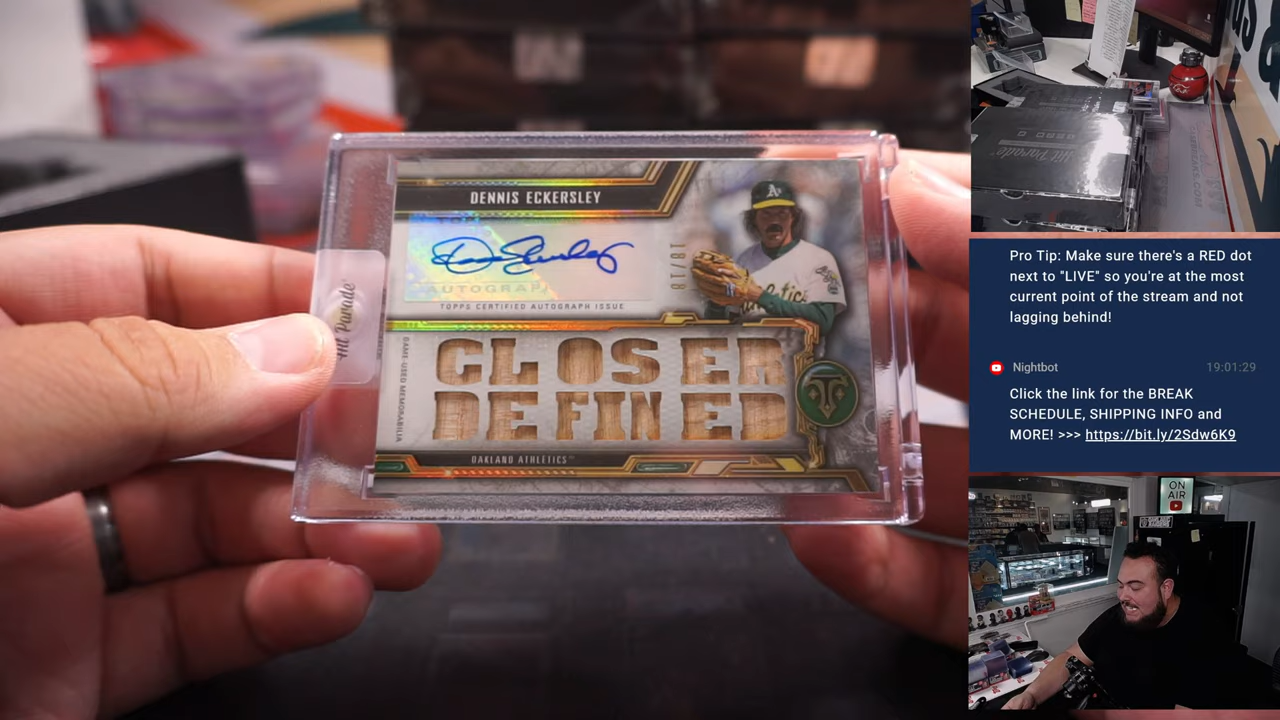 DENNIS ECKERSLEY
A's
AUTOGRAPH
TOPPS CERTIFIED AUTOGRAPH ISSUE
18/18
Hit Parade
GAME-USED MEMORABILIA
CLOSER
DEFINED
OAKLAND ATHLETICS™
Hit Parade
Pro Tip: Make sure there's a RED dot
next to "LIVE" so you're at the most
current point of the stream and not
lagging behind!
Nightbot
19:01:29
Click the link for the BREAK
SCHEDULE, SHIPPING INFO and
MORE! >>> https://bit.ly/2Sdw6K9
ON
AIR